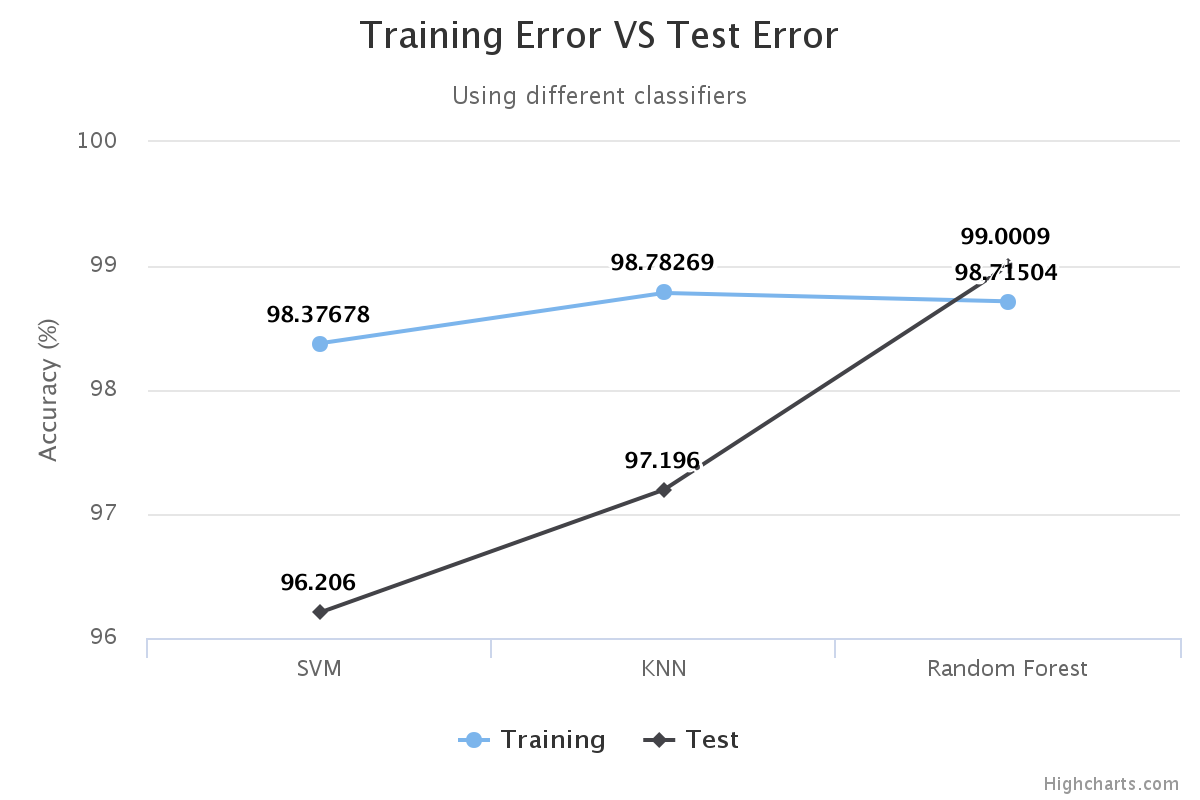 Training Error VS Test Error
Using different classifiers
Accuracy (%)
100
99
98
97
96
98.37678
98.78269
99.0009
98.71504
97.196
96.206
SVM KNN Random Forest
Training Test
Highcharts.com